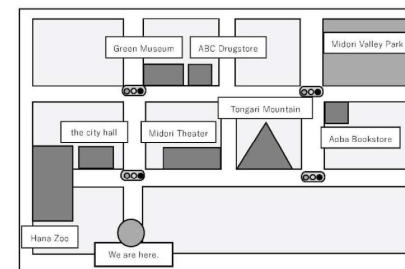 Green Museum
ABC Drugstore
Midori Valley Park
Tongari Mountain
the city hall
Midori Theater
Aoba Bookstore
Hana Zoo
We are here.